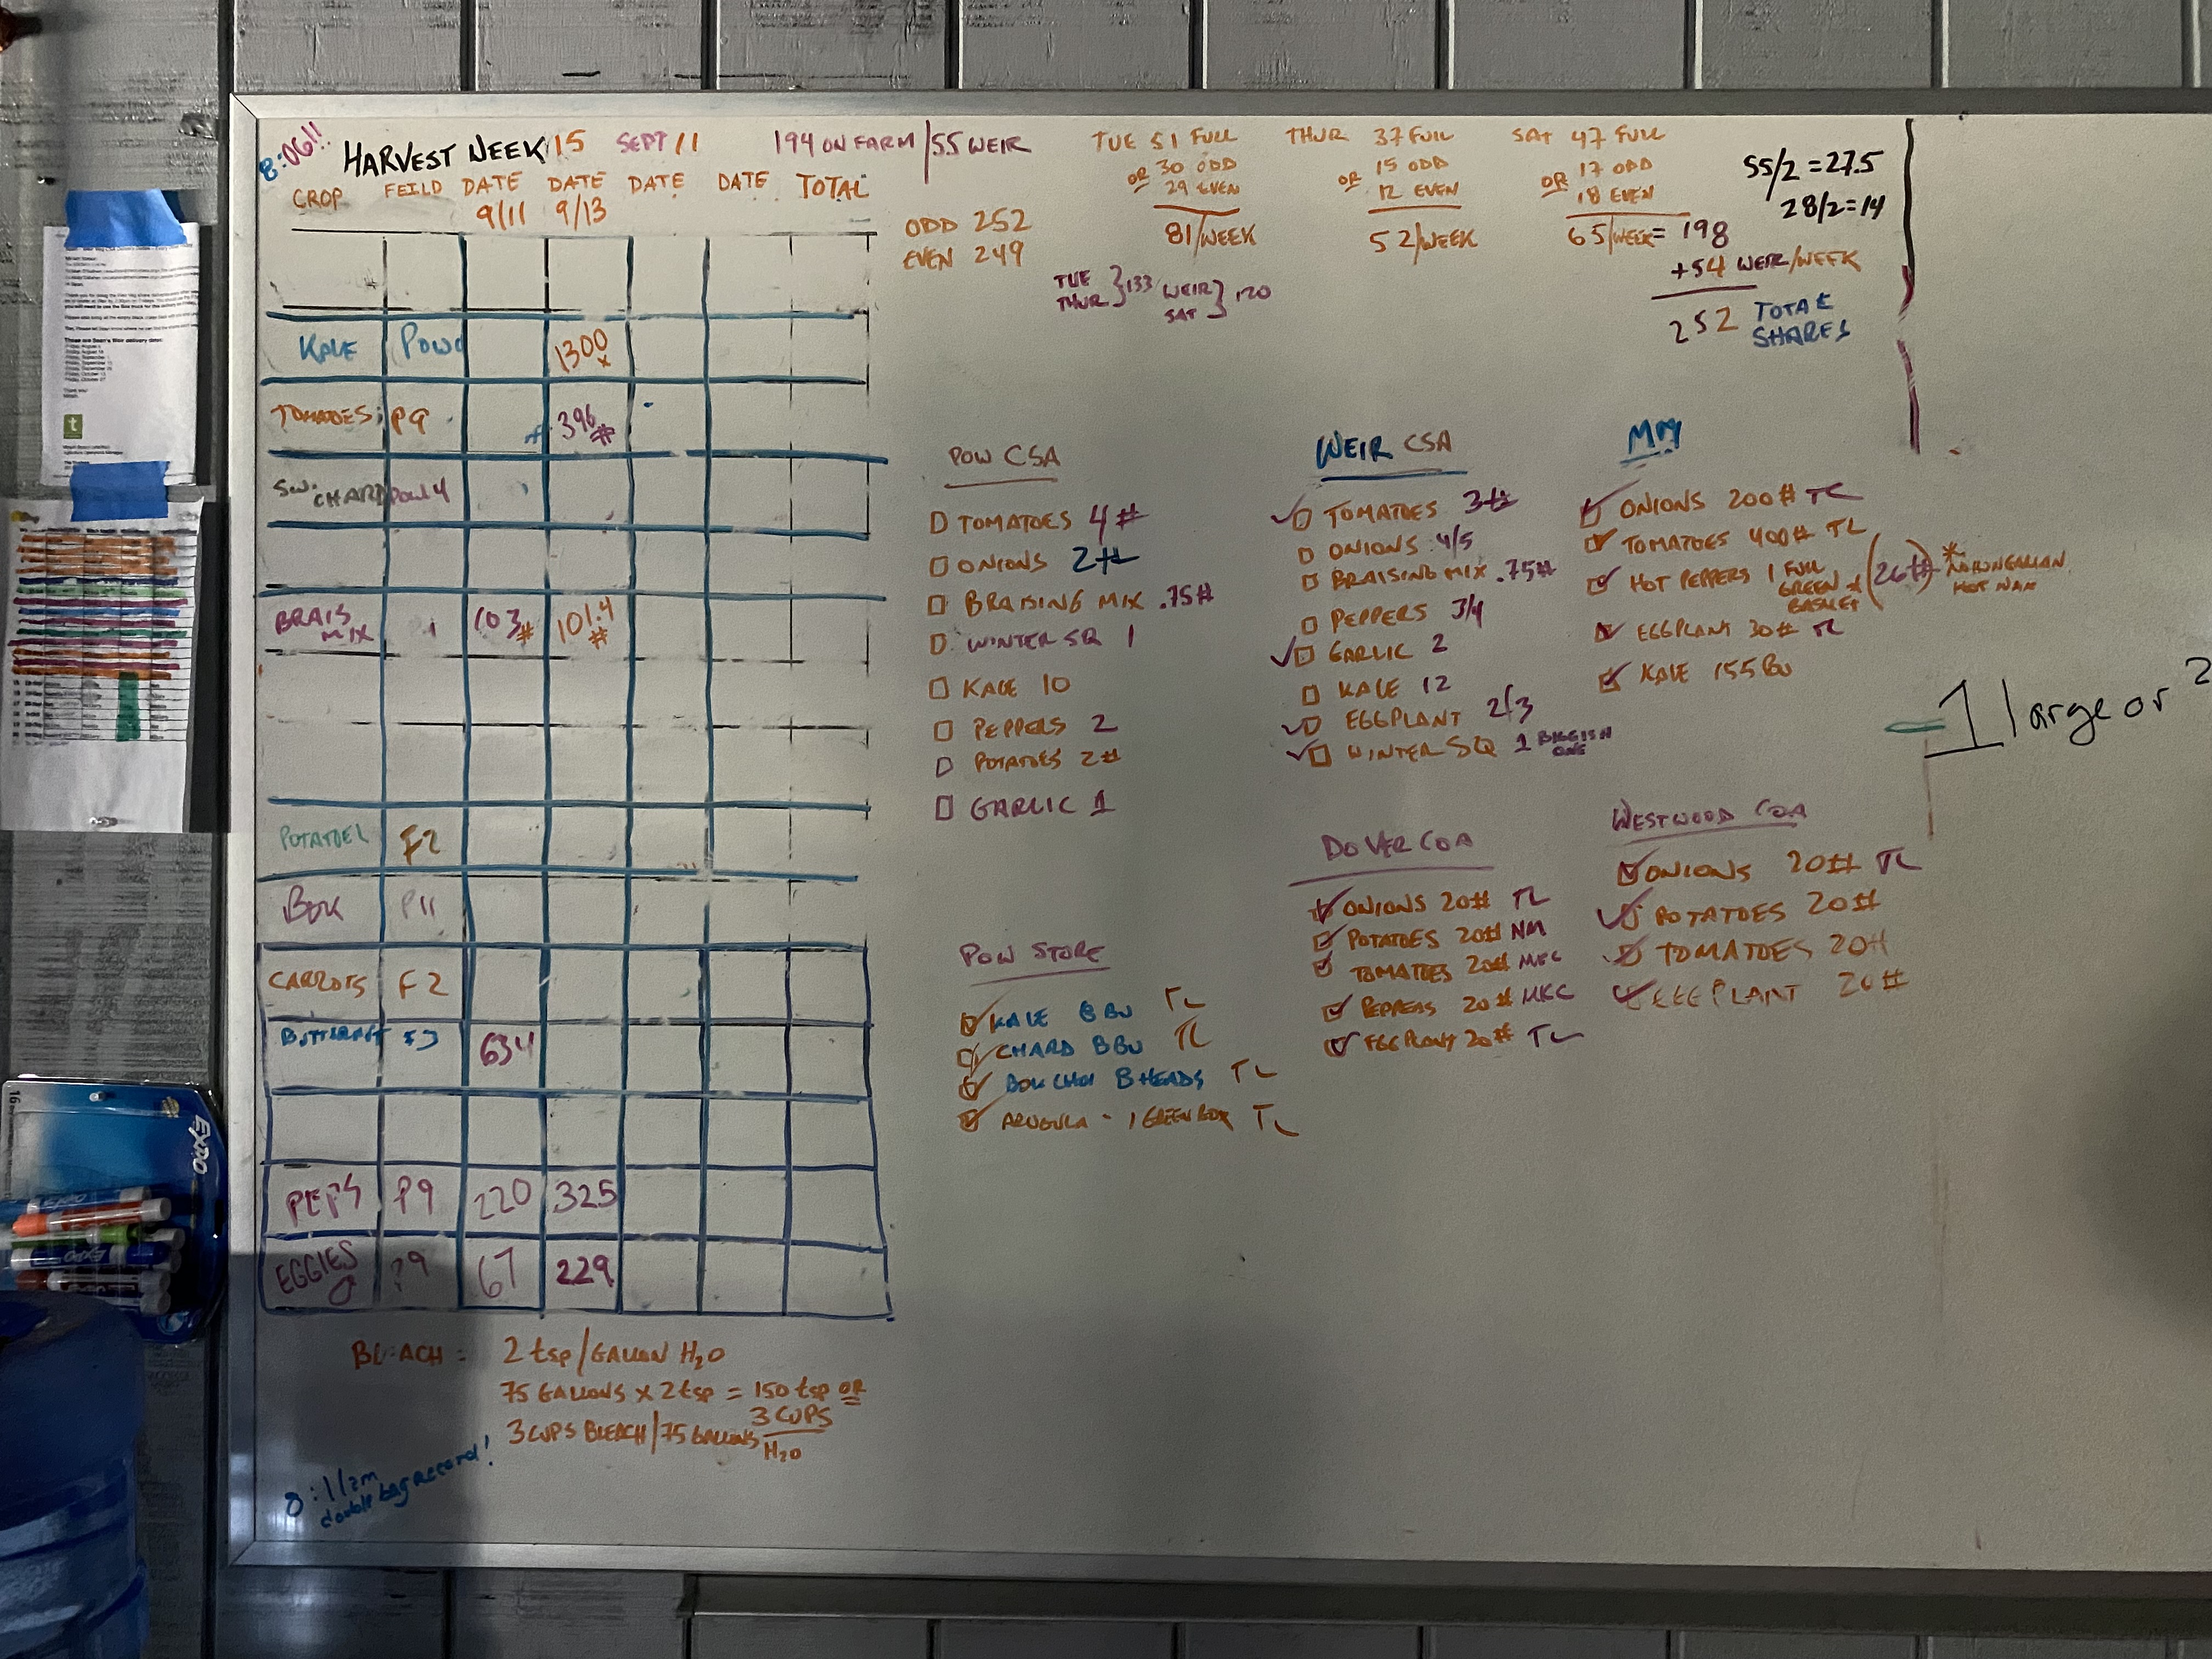 8:06!!
HARVEST WEEK 15 SEPT 11 194 ON FARM/55 WEIR
CROP FEILD DATE DATE DATE DATE TOTAL
9/11 9/13
KALE POW 1300 x
TOMATOES P9 396 #
SW. CHARD POW 4
BRAIS MIX 103 # 101.4 #
F2
BOK P11
CARROTS F2
634
PEPS P9 220 325
EGGIES 67 229
BLEACH: 2 tsp/GALLON H₂O
75 GALLONS x 2 tsp = 150 tsp OR
3 CUPS
3 CUPS BLEACH/75 GALLONS H₂O
8:11am
double bag record!
ODD 252
EVEN 249
TUE 51 FULL
OR 30 ODD
29 EVEN
81/WEEK
THUR 37 FULL
OR 15 ODD
12 EVEN
52/WEEK
SAT 47 FULL
OR 17 ODD
18 EVEN
65/WEEK = 198
+54 WEIR/WEEK
252 TOTAL
SHARES
55/2 = 27.5
28/2 = 14
TUE
THUR } 133
WEIR
SAT } 120
POW CSA
TOMATOES 4#
ONIONS 2#
BRAISING MIX .75#
WINTER SQ 1
KALE 10
PEPPERS 2
POTATOES 2#
GARLIC 1
WEIR CSA
TOMATOES 3#
ONIONS 4/5
BRAISING MIX .75#
PEPPERS 3/4
GARLIC 2
KALE 12
EGGPLANT 2/3
WINTER SQ 1 BIGGISH
ONE
MM
ONIONS 200# TL
TOMATOES 400# TL
HOT PEPPERS 1 FULL
GREEN
BASKET
(26#) *
HUNGARIAN
HOT WAX
EGGPLANT 30# TL
KALE 155 BU
1 large or 2
POW STORE
KALE 8 BU TL
CHARD 8 BU TL
BOK CHOI 8 HEADS TL
ARUGULA - 1 GREEN BOX TL
DOVER COA
ONIONS 20# TL
POTATOES 20# NM
TOMATOES 20# MKC
PEPPERS 20# MKC
EGGPLANT 20# TL
WESTWOOD COA
ONIONS 20# TL
POTATOES 20#
TOMATOES 20#
EGGPLANT 20#
EXPO